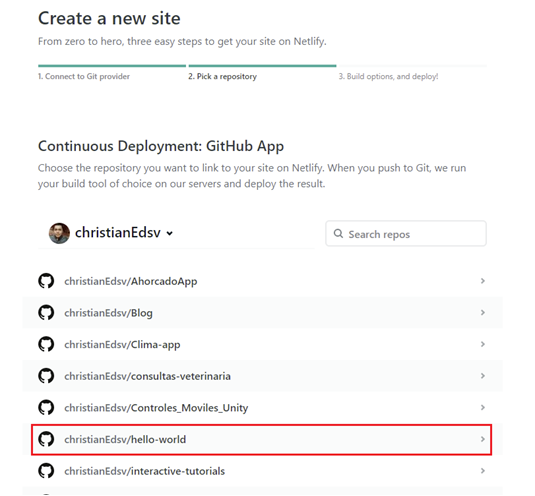 Create a new site
From zero to hero, three easy steps to get your site on Netlify.
1. Connect to Git provider
2. Pick a repository
3. Build options, and deploy!
Continuous Deployment: GitHub App
Choose the repository you want to link to your site on Netlify. When you push to Git, we run
your build tool of choice on our servers and deploy the result.
christianEdsv
Search repos
christianEdsv/AhorcadoApp
christianEdsv/Blog
christianEdsv/Clima-app
christianEdsv/consultas-veterinaria
christianEdsv/Controles_Moviles_Unity
christianEdsv/hello-world
christianEdsv/interactive-tutorials